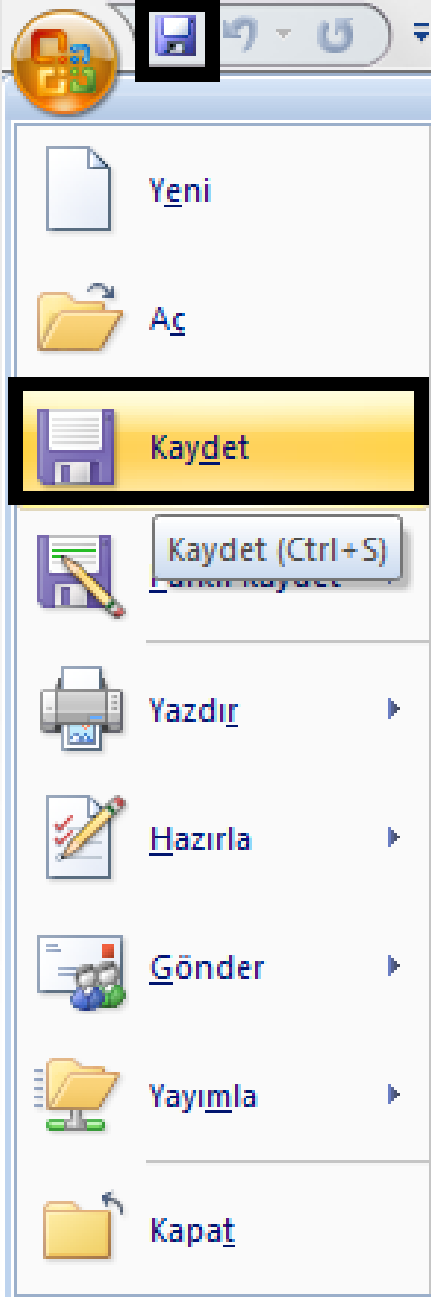 Yeni
Aç
Kaydet
Kaydet (Ctrl+S)
Yazdır
Hazırla
Gönder
Yayımla
Kapat